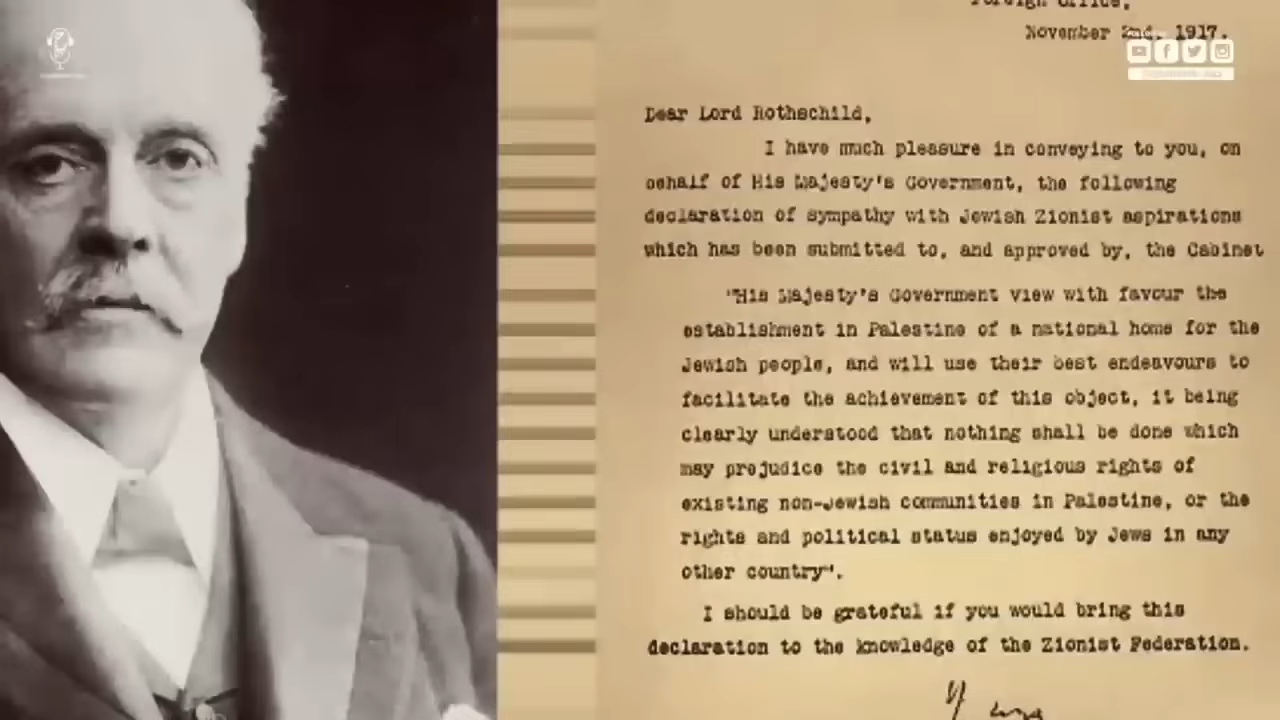 Foreign Office,
November 2nd, 1917.
Dear Lord Rothschild,
I have much pleasure in conveying to you, on
behalf of His Majesty's Government, the following
declaration of sympathy with Jewish Zionist aspirations
which has been submitted to, and approved by, the Cabinet
"His Majesty's Government view with favour the
establishment in Palestine of a national home for the
Jewish people, and will use their best endeavours to
facilitate the achievement of this object, it being
clearly understood that nothing shall be done which
may prejudice the civil and religious rights of
existing non-Jewish communities in Palestine, or the
rights and political status enjoyed by Jews in any
other country".
I should be grateful if you would bring this
declaration to the knowledge of the Zionist Federation.